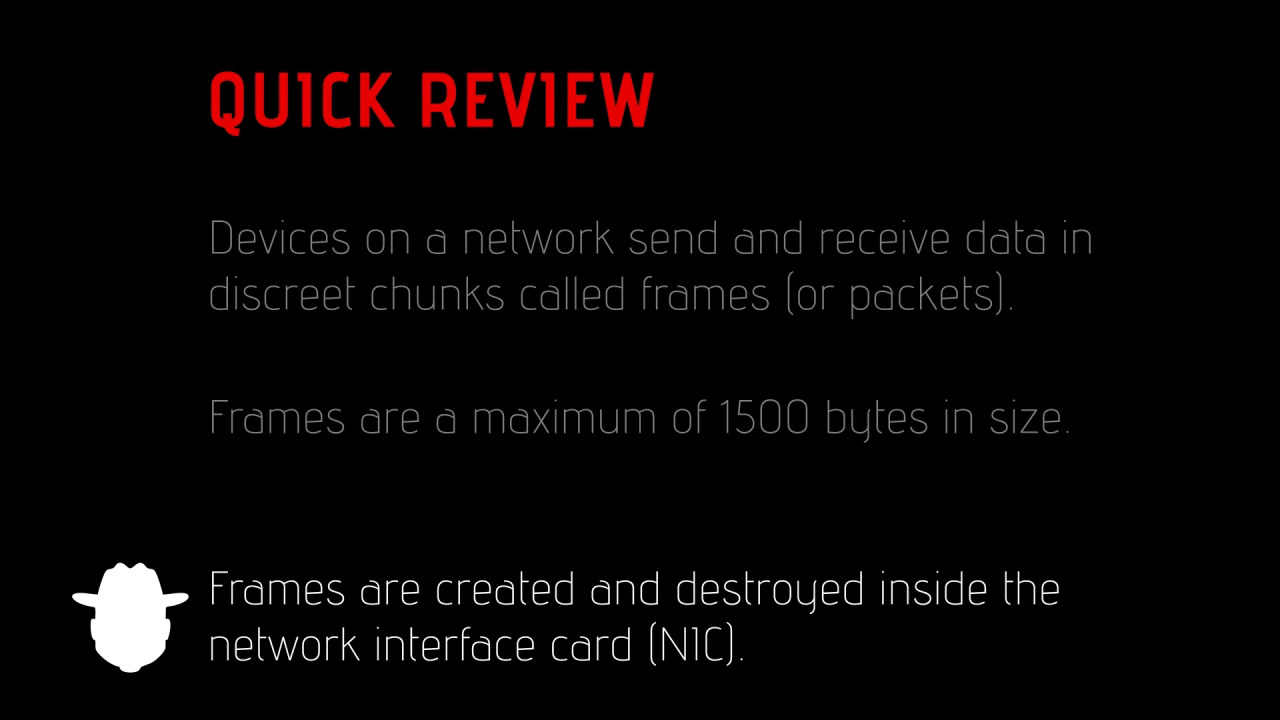 QUICK REVIEW
Devices on a network send and receive data in
discreet chunks called frames (or packets).
Frames are a maximum of 1500 bytes in size.
Frames are created and destroyed inside the
network interface card (NIC).